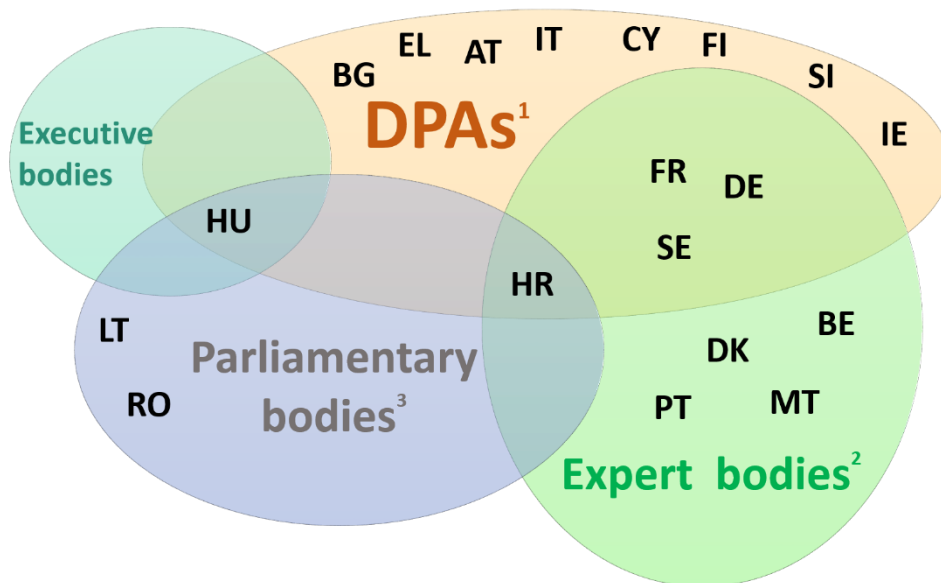 EL
AT
IT
CY
FI
BG
SI
DPAs¹
IE
Executive
bodies
FR
DE
HU
SE
HR
LT
BE
Parliamentary
bodies³
DK
RO
PT
MT
Expert bodies²